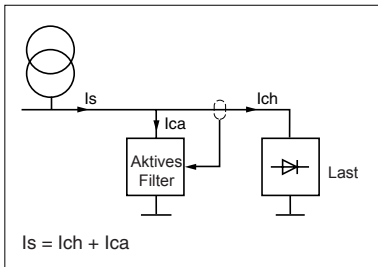 Is
Ich
Ica
Aktives
Filter
Last
Is = Ich + Ica